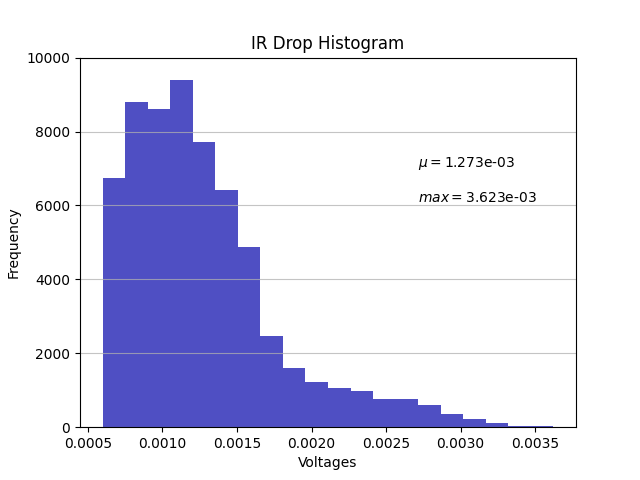 IR Drop Histogram
10000
8000
6000
4000
2000
0
Frequency
μ = 1.273e-03
max = 3.623e-03
0.0005 0.0010 0.0015 0.0020 0.0025 0.0030 0.0035
Voltages